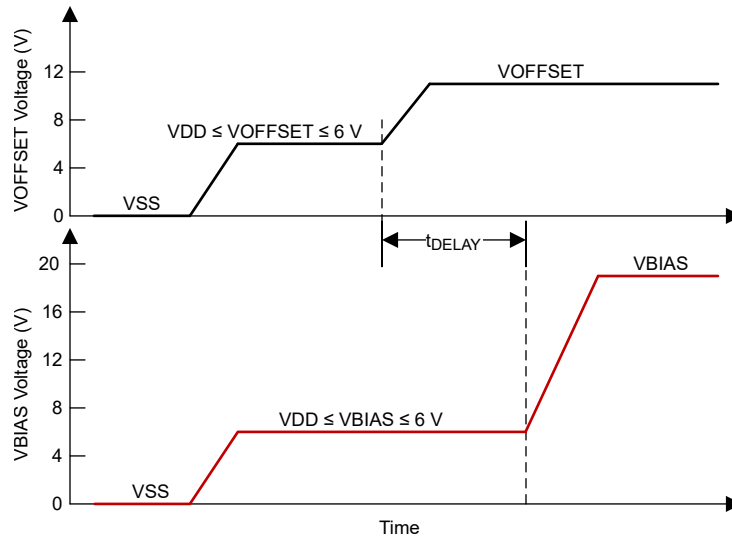 VOFFSET Voltage (V)
12
8
4
0
VSS
VDD ≤ VOFFSET ≤ 6 V
VOFFSET
tDELAY
VBIAS Voltage (V)
20
16
12
8
4
0
VSS
VDD ≤ VBIAS ≤ 6 V
VBIAS
Time